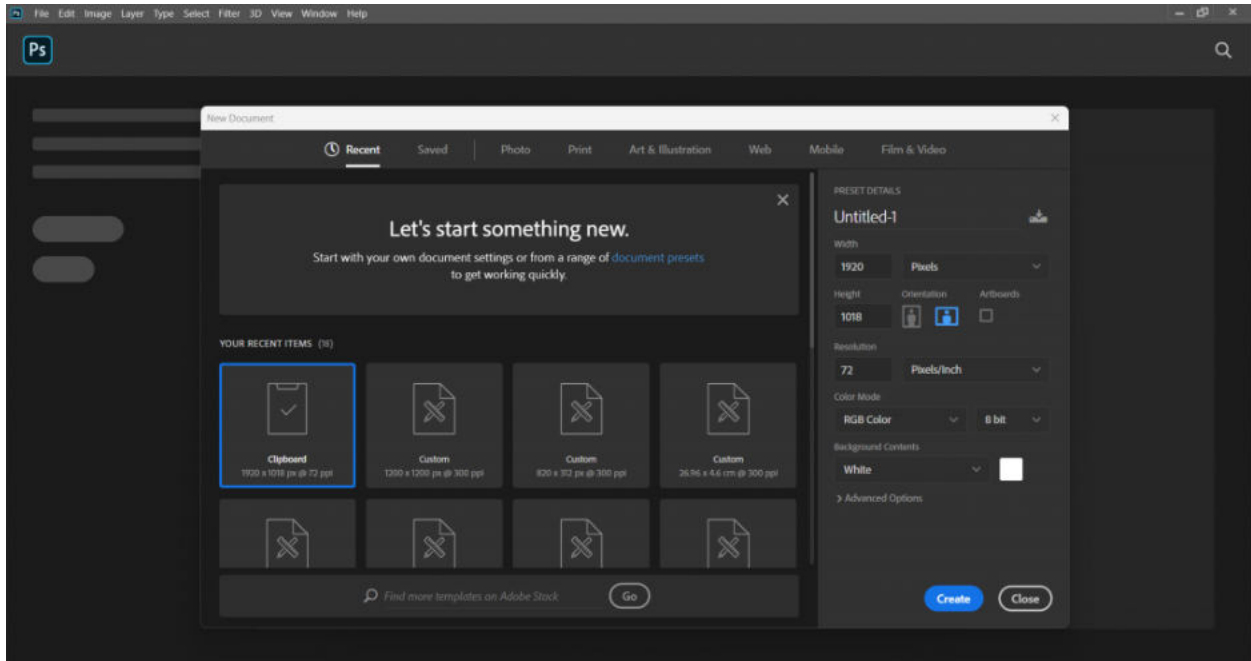 File Edit Image Layer Type Select Filter 3D View Window Help
Ps
New Document
Recent Saved Photo Print Art & Illustration Web Mobile Film & Video
Let's start something new.
Start with your own document settings or from a range of document presets
to get working quickly.
YOUR RECENT ITEMS (18)
Clipboard
1920 x 1018 px @ 72 ppi
Custom
1200 x 1200 px @ 300 ppi
Custom
820 x 312 px @ 300 ppi
Custom
26.96 x 4.6 cm @ 300 ppi
Find more templates on Adobe Stock
Go
PRESET DETAILS
Untitled-1
Width
1920 Pixels
Height Orientation Artboards
1018
Resolution
72 Pixels/Inch
Color Mode
RGB Color 8 bit
Background Contents
White
Advanced Options
Create Close